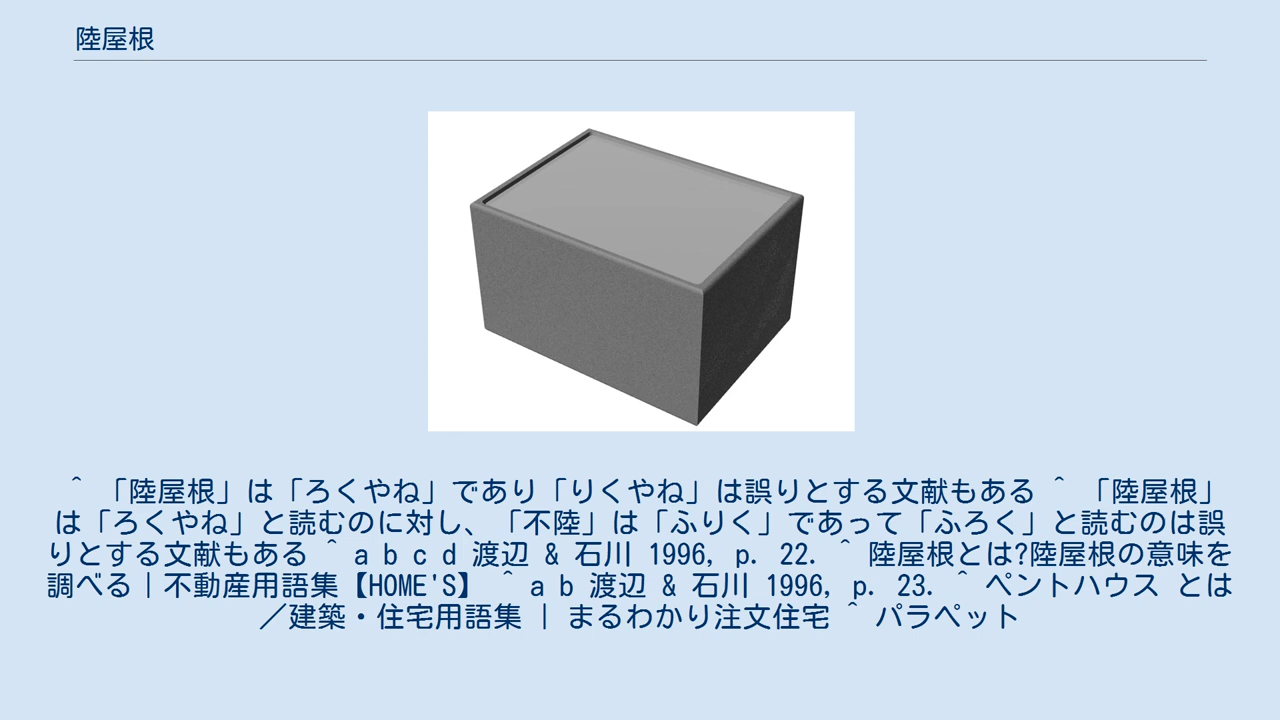 陸屋根
^ 「陸屋根」は「ろくやね」であり「りくやね」は誤りとする文献もある ^ 「陸屋根」
は「ろくやね」と読むのに対し、「不陸」は「ふりく」であって「ふろく」と読むのは誤
りとする文献もある ^ a b c d 渡辺 & 石川 1996, p. 22. ^ 陸屋根とは?陸屋根の意味を
調べる｜不動産用語集【HOME'S】 ^ a b 渡辺 & 石川 1996, p. 23. ^ ペントハウス とは
／建築・住宅用語集 | まるわかり注文住宅 ^ パラペット